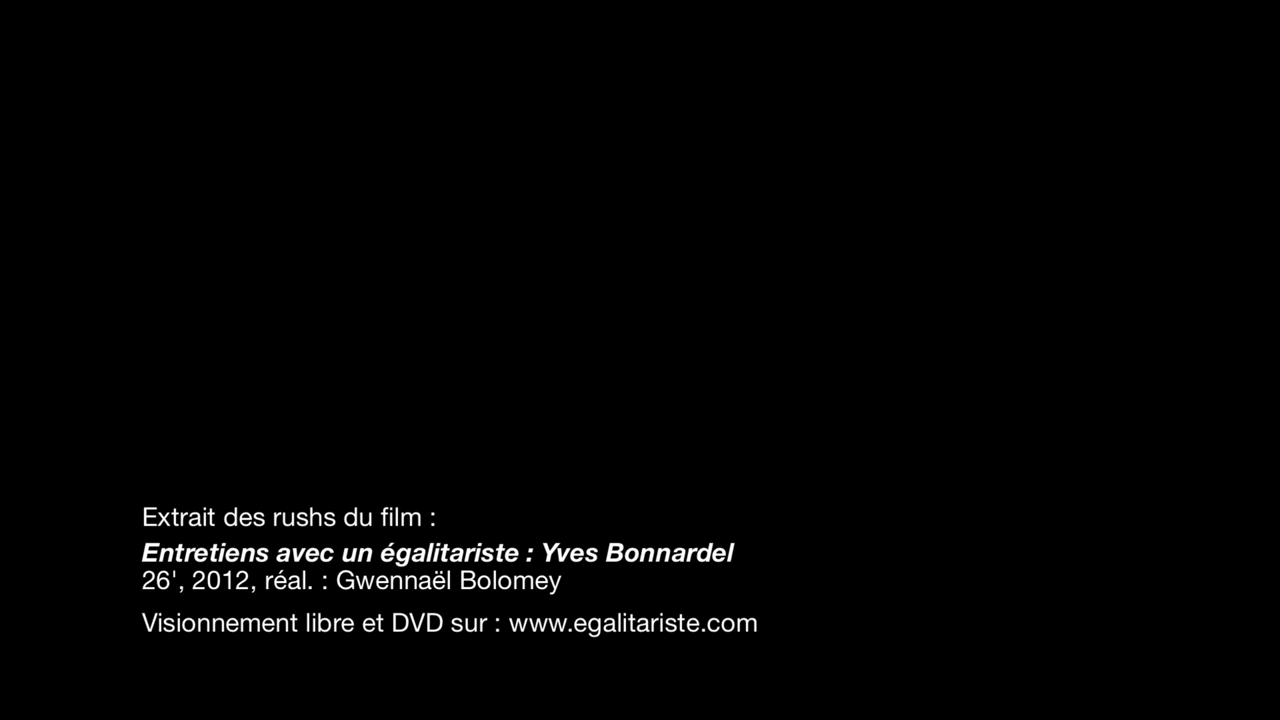 Extrait des rushs du film :
Entretiens avec un égalitariste : Yves Bonnardel
26', 2012, réal. : Gwennaël Bolomey
Visionnement libre et DVD sur : www.egalitariste.com